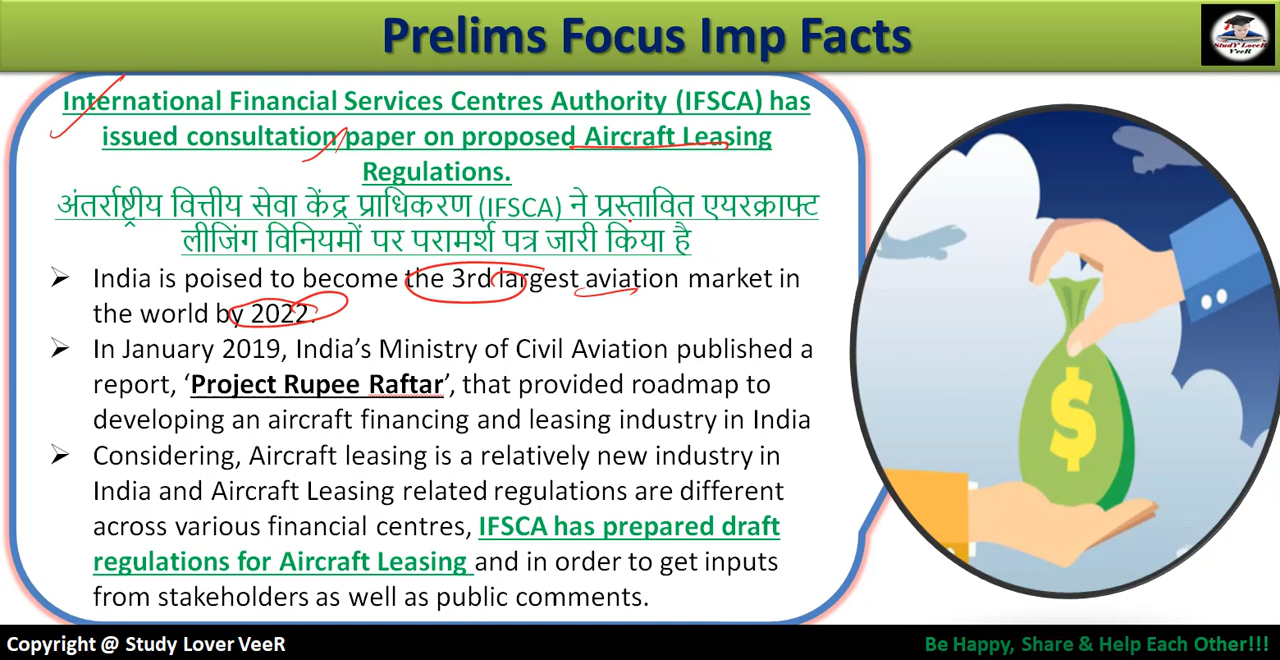 Prelims Focus Imp Facts
StudY LoveR
VeeR
International Financial Services Centres Authority (IFSCA) has
issued consultation paper on proposed Aircraft Leasing
Regulations.
अंतर्राष्ट्रीय वित्तीय सेवा केंद्र प्राधिकरण (IFSCA) ने प्रस्तावित एयरक्राफ्ट
लीजिंग विनियमों पर परामर्श पत्र जारी किया है
➢ India is poised to become the 3rd largest aviation market in
the world by 2022.
➢ In January 2019, India’s Ministry of Civil Aviation published a
report, ‘Project Rupee Raftar’, that provided roadmap to
developing an aircraft financing and leasing industry in India
➢ Considering, Aircraft leasing is a relatively new industry in
India and Aircraft Leasing related regulations are different
across various financial centres, IFSCA has prepared draft
regulations for Aircraft Leasing and in order to get inputs
from stakeholders as well as public comments.
$
Copyright @ Study Lover VeeR
Be Happy, Share & Help Each Other!!!